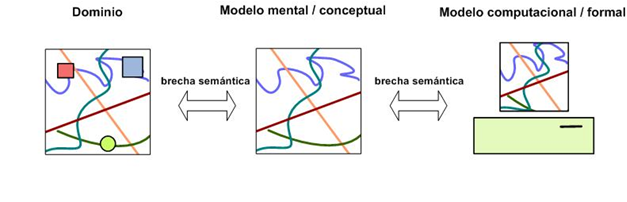 Dominio
Modelo mental / conceptual
Modelo computacional / formal
brecha semántica
brecha semántica